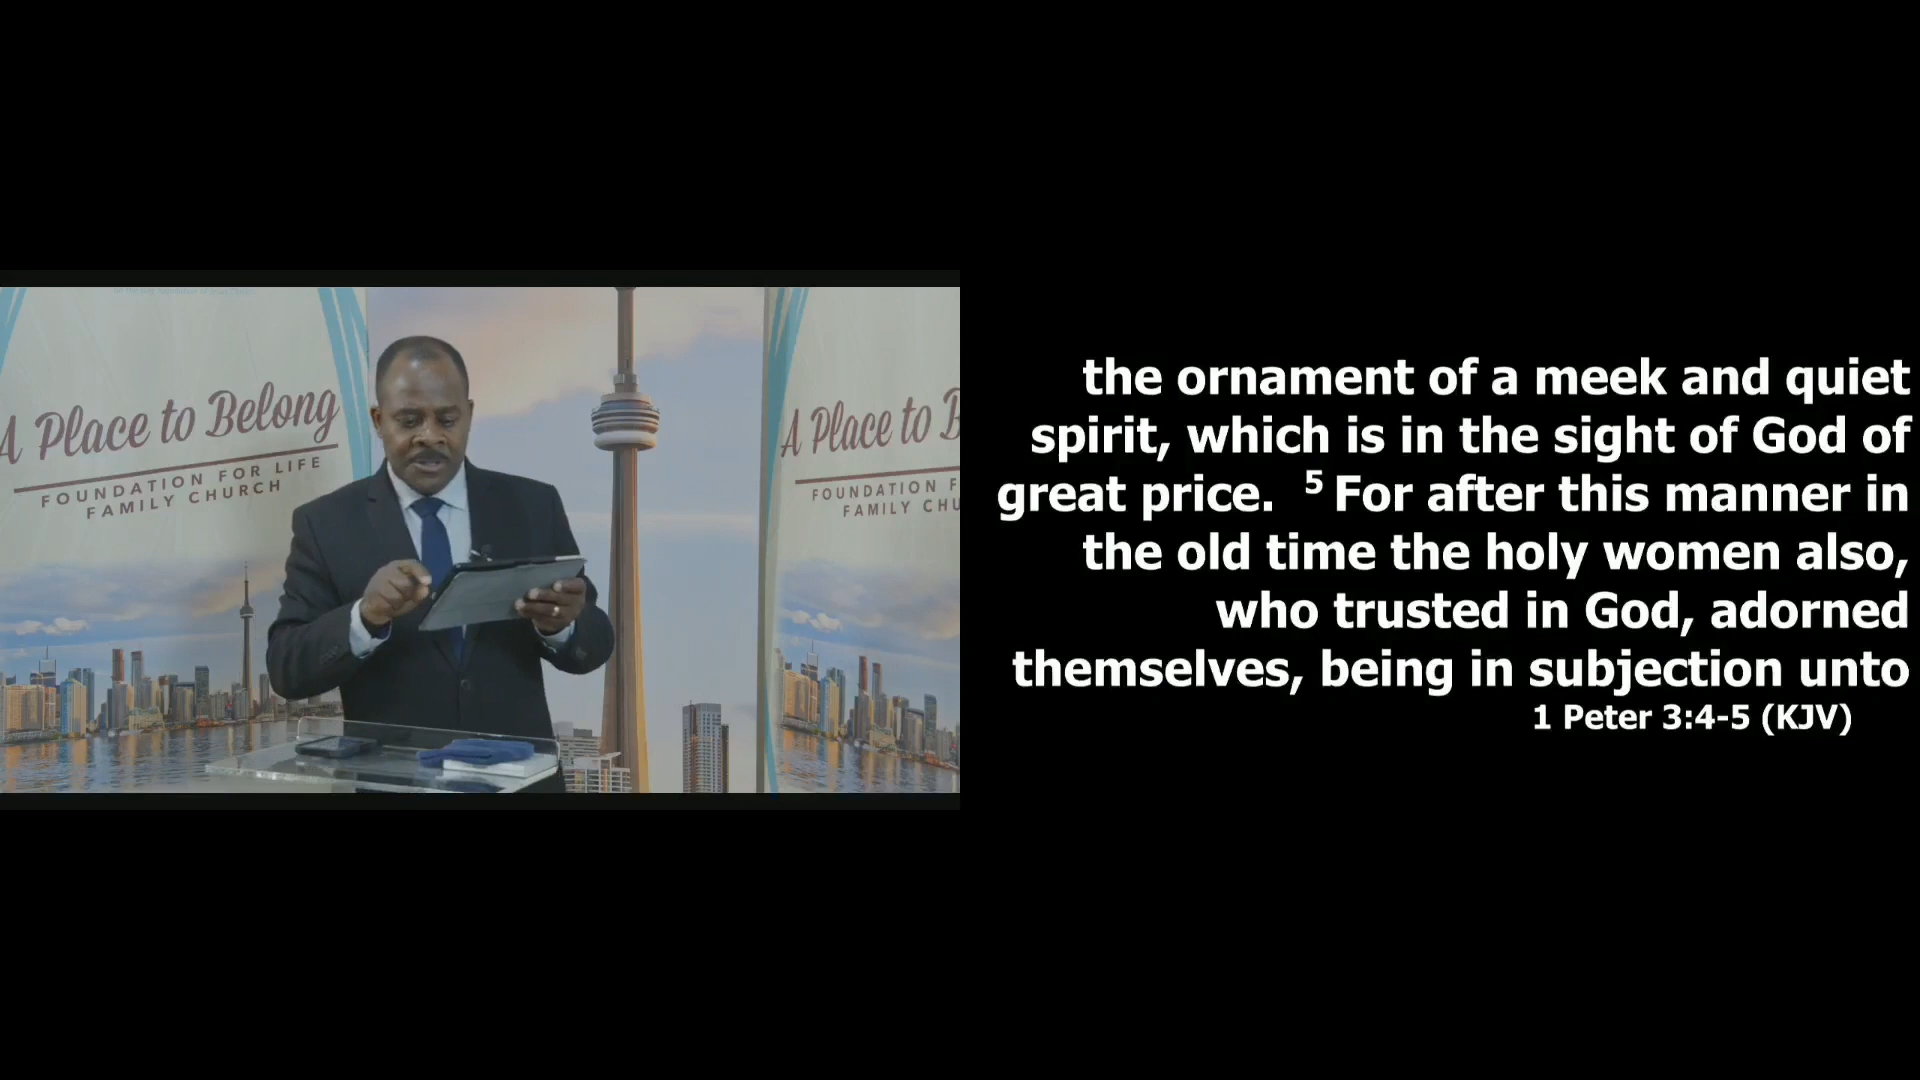 A Place to Belong
FOUNDATION FOR LIFE
FAMILY CHURCH
A Place to
FOUNDATION
FAMILY
the ornament of a meek and quiet
spirit, which is in the sight of God of
great price. 5 For after this manner in
the old time the holy women also,
who trusted in God, adorned
themselves, being in subjection unto
1 Peter 3:4-5 (KJV)